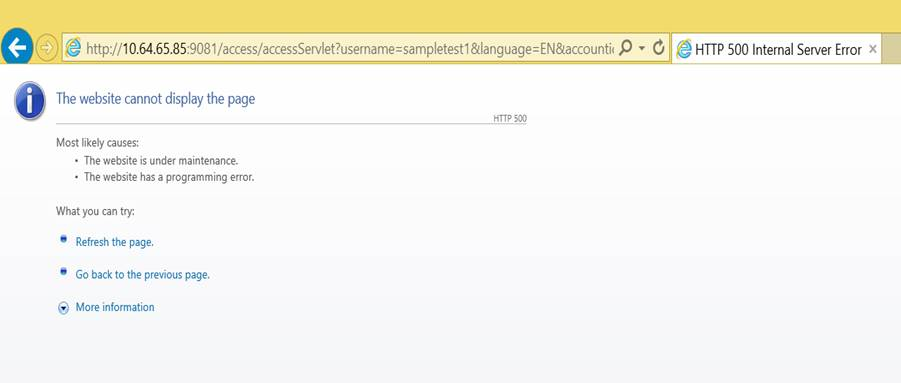 http://10.64.65.85:9081/access/accessServlet?username=sampletest1&language=EN&accounti
HTTP 500 Internal Server Error
The website cannot display the page
HTTP 500
Most likely causes:
• The website is under maintenance.
• The website has a programming error.
What you can try:
Refresh the page.
Go back to the previous page.
More information